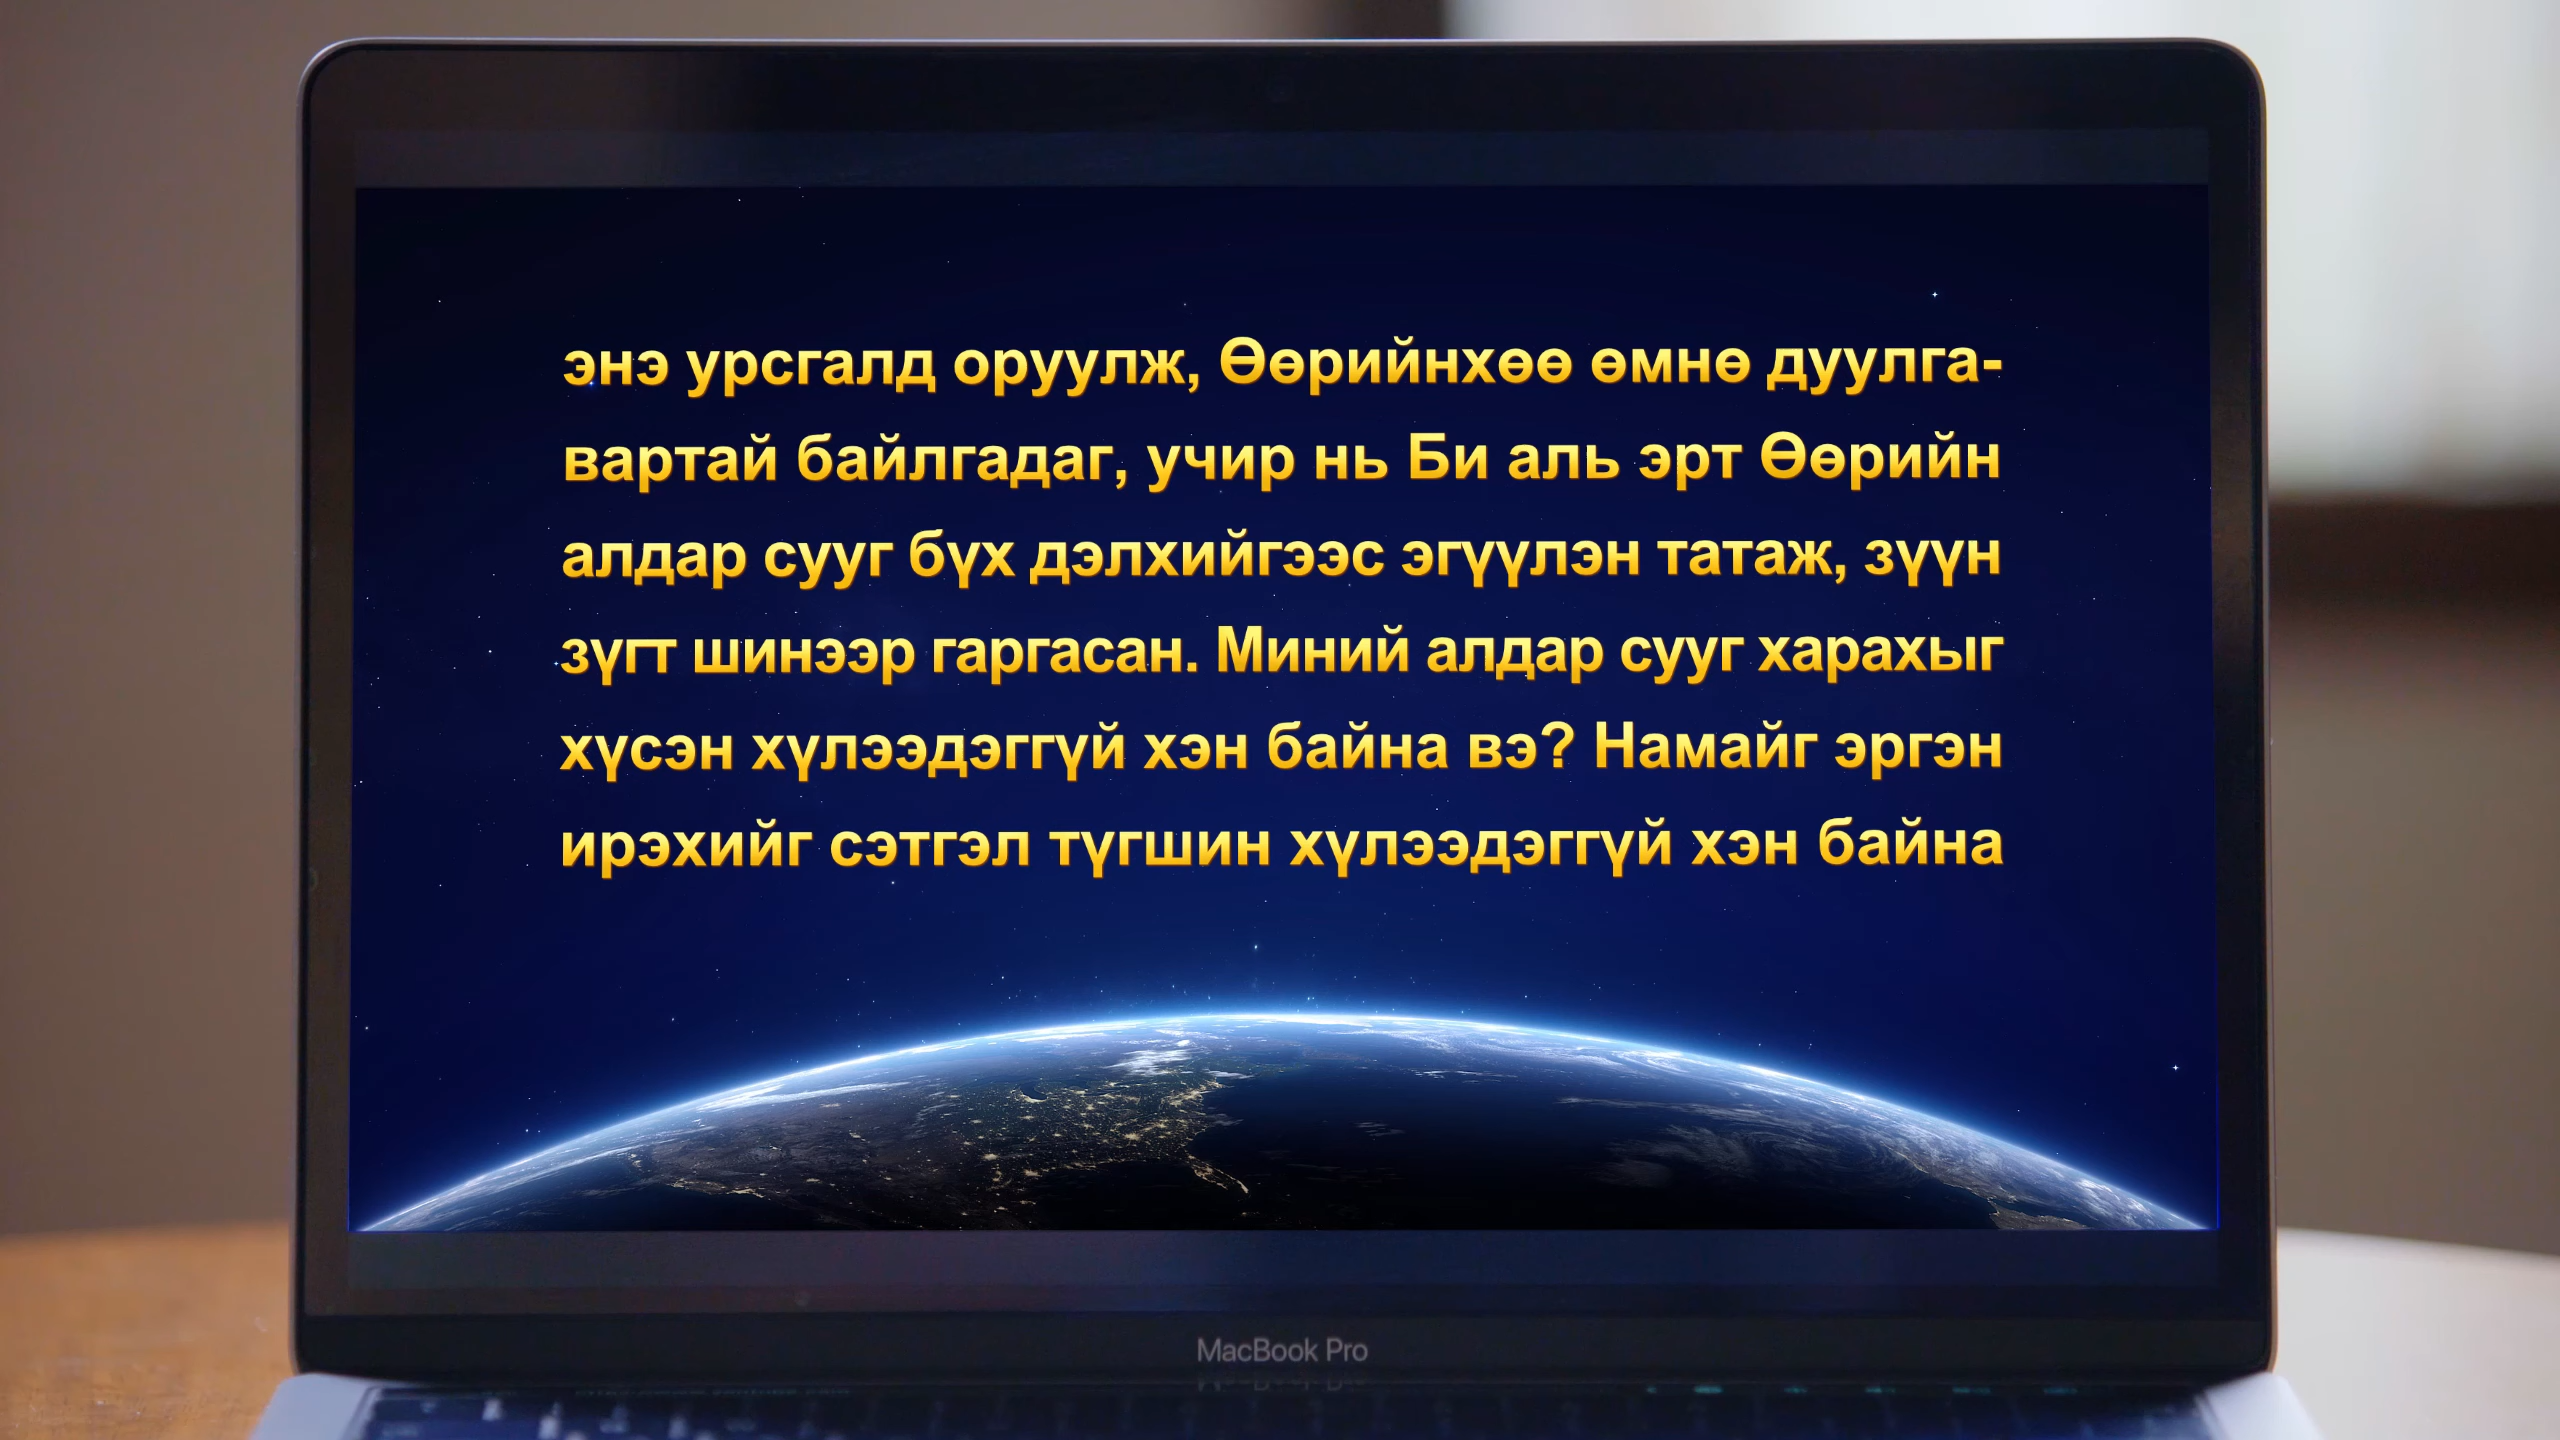 энэ урсгалд оруулж, Өөрийнхөө өмнө дуулга-
вартай байлгадаг, учир нь Би аль эрт Өөрийн
алдар сууг бүх дэлхийгээс эгүүлэн татаж, зүүн
зүгт шинээр гаргасан. Миний алдар сууг харахыг
хүсэн хүлээдэггүй хэн байна вэ? Намайг эргэн
ирэхийг сэтгэл түгшин хүлээдэггүй хэн байна
MacBook Pro